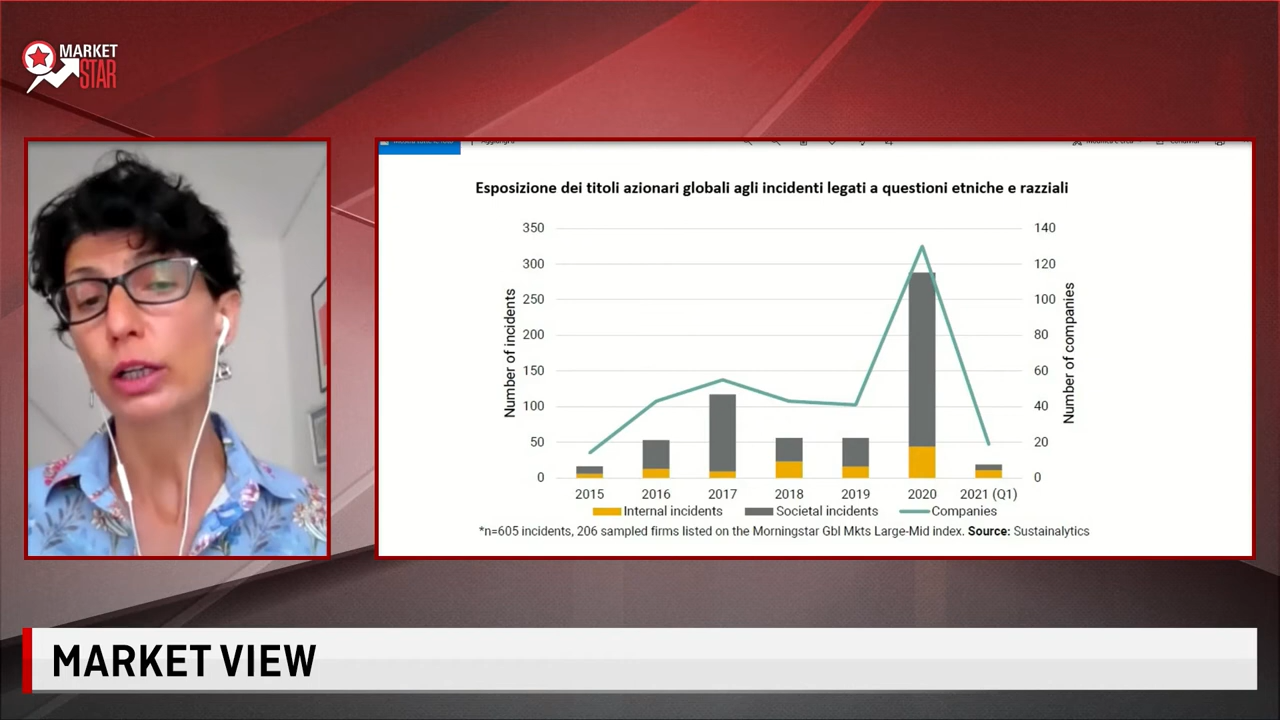 MARKET
STAR
Esposizione dei titoli azionari globali agli incidenti legati a questioni etniche e razziali
350
300
250
200
150
100
50
0
Number of incidents
140
120
100
80
60
40
20
0
Number of companies
2015 2016 2017 2018 2019 2020 2021 (Q1)
Internal incidents Societal incidents Companies
*n=605 incidents, 206 sampled firms listed on the Morningstar Gbl Mkts Large-Mid index. Source: Sustainalytics
MARKET VIEW